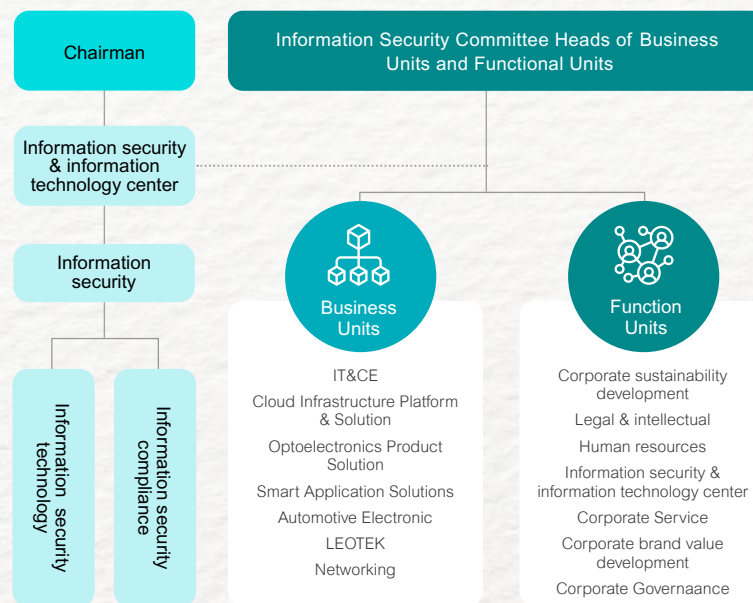 Chairman
Information Security Committee Heads of Business
Units and Functional Units
Information security
& information
technology center
Information
security
Information security
technology
Information security
compliance
Business
Units
IT&CE
Cloud Infrastructure Platform
& Solution
Optoelectronics Product
Solution
Smart Application Solutions
Automotive Electronic
LEOTEK
Networking
Function
Units
Corporate sustainability
development
Legal & intellectual
Human resources
Information security &
information technology center
Corporate Service
Corporate brand value
development
Corporate Governaance